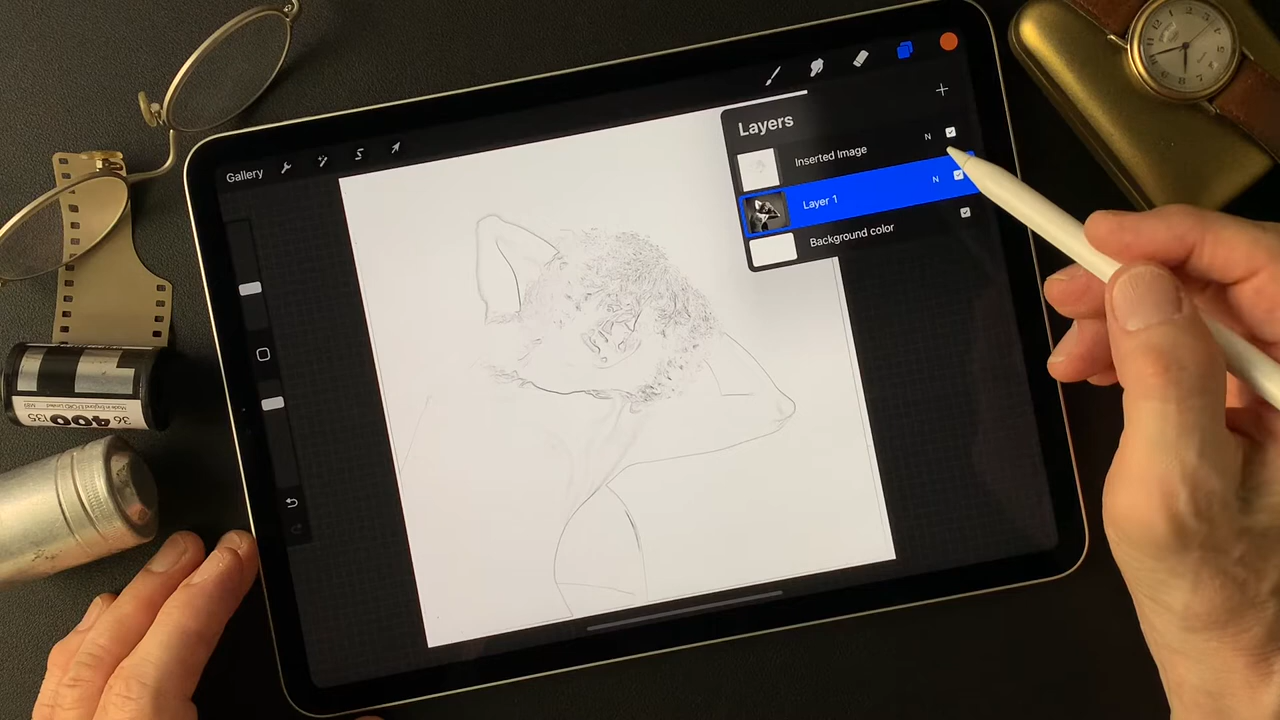 Gallery
Layers
Inserted Image
N
Layer 1
N
Background color
36
400
135